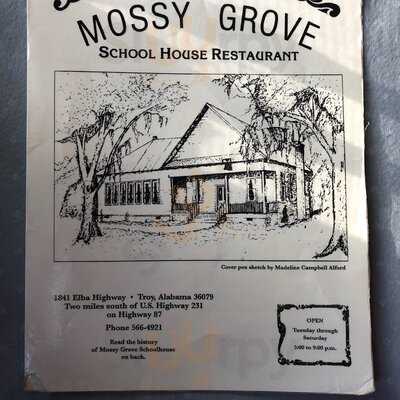 MOSSY GROVE
SCHOOL HOUSE RESTAURANT
Cover pen sketch by Madeline Campbell Alford
1841 Elba Highway • Troy, Alabama 36079
Two miles south of U.S. Highway 231
on Highway 87
Phone 566-4921
Read the history
of Mossy Grove Schoolhouse
on back.
OPEN
Tuesday through
Saturday
5:00 to 9:00 p.m.